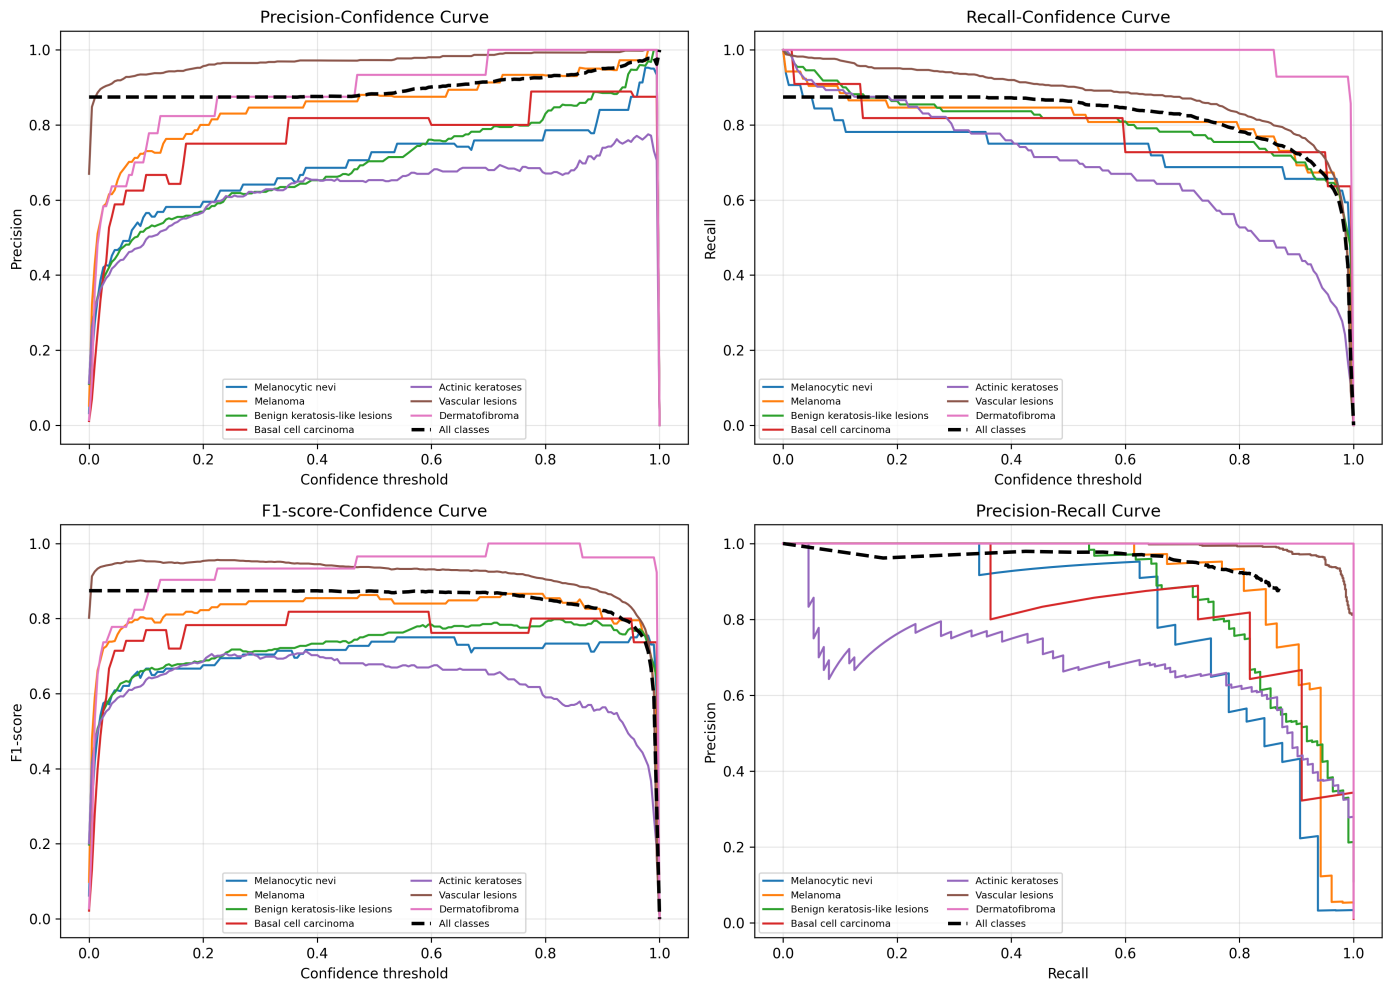 Precision-Confidence Curve
Precision
1.0
0.8
0.6
0.4
0.2
0.0
Melanocytic nevi
Melanoma
Benign keratosis-like lesions
Basal cell carcinoma
Actinic keratoses
Vascular lesions
Dermatofibroma
All classes
0.0 0.2 0.4 0.6 0.8 1.0
Confidence threshold
Recall-Confidence Curve
Recall
1.0
0.8
0.6
0.4
0.2
0.0
Melanocytic nevi
Melanoma
Benign keratosis-like lesions
Basal cell carcinoma
Actinic keratoses
Vascular lesions
Dermatofibroma
All classes
0.0 0.2 0.4 0.6 0.8 1.0
Confidence threshold
F1-score-Confidence Curve
F1-score
1.0
0.8
0.6
0.4
0.2
0.0
Melanocytic nevi
Melanoma
Benign keratosis-like lesions
Basal cell carcinoma
Actinic keratoses
Vascular lesions
Dermatofibroma
All classes
0.0 0.2 0.4 0.6 0.8 1.0
Confidence threshold
Precision-Recall Curve
Precision
1.0
0.8
0.6
0.4
0.2
0.0
Melanocytic nevi
Melanoma
Benign keratosis-like lesions
Basal cell carcinoma
Actinic keratoses
Vascular lesions
Dermatofibroma
All classes
0.0 0.2 0.4 0.6 0.8 1.0
Recall